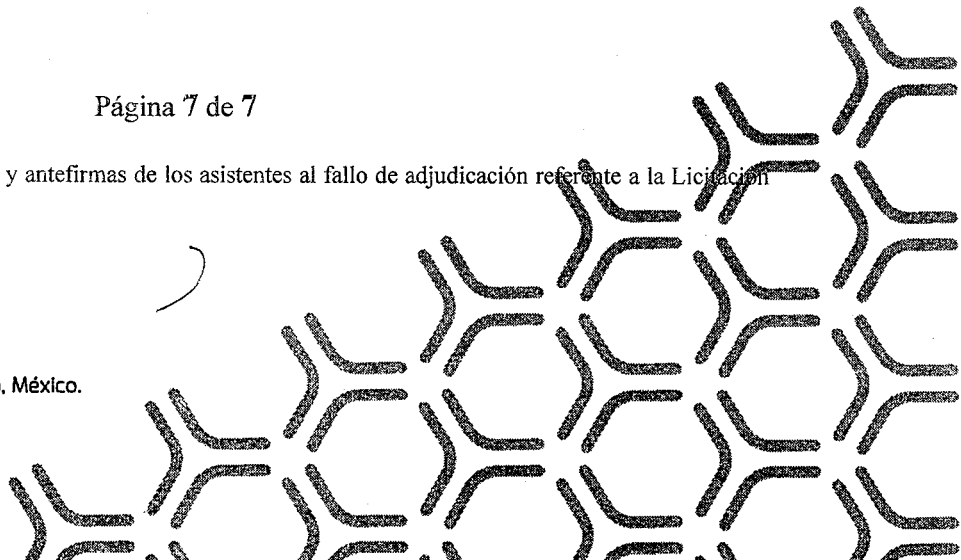 Página 7 de 7
y antefirmas de los asistentes al fallo de adjudicación referente a la Licitación
, México.